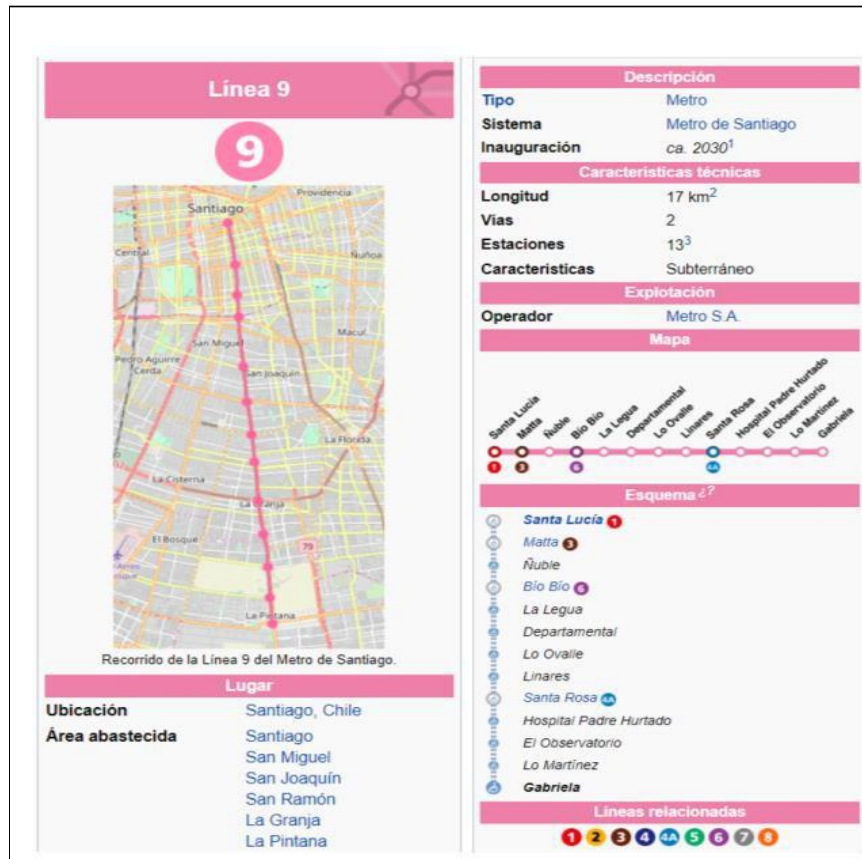 Línea 9
9
Santiago
Providencia
Central
Ñuñoa
Macul
San Miguel
Pedro Aguirre
Cerda
San Joaquín
La Florida
La Cisterna
La Granja
El Bosque
79
La Pintana
Recorrido de la Línea 9 del Metro de Santiago.
Lugar
Ubicación Santiago, Chile
Área abastecida Santiago
San Miguel
San Joaquín
San Ramón
La Granja
La Pintana
Descripción
Tipo Metro
Sistema Metro de Santiago
Inauguración ca. 2030¹
Características técnicas
Longitud 17 km²
Vias 2
Estaciones 13³
Características Subterráneo
Explotación
Operador Metro S.A.
Mapa
Santa Lucía
Matta
Ñuble
Bío Bío
La Legua
Departamental
Lo Ovalle
Linares
Santa Rosa
Hospital Padre Hurtado
El Observatorio
Lo Martínez
Gabriela
1 3 6 4A
Esquema ¿?
Santa Lucía 1
Matta 3
Ñuble
Bío Bío 6
La Legua
Departamental
Lo Ovalle
Linares
Santa Rosa 4A
Hospital Padre Hurtado
El Observatorio
Lo Martínez
Gabriela
Líneas relacionadas
1 2 3 4 4A 5 6 7 8